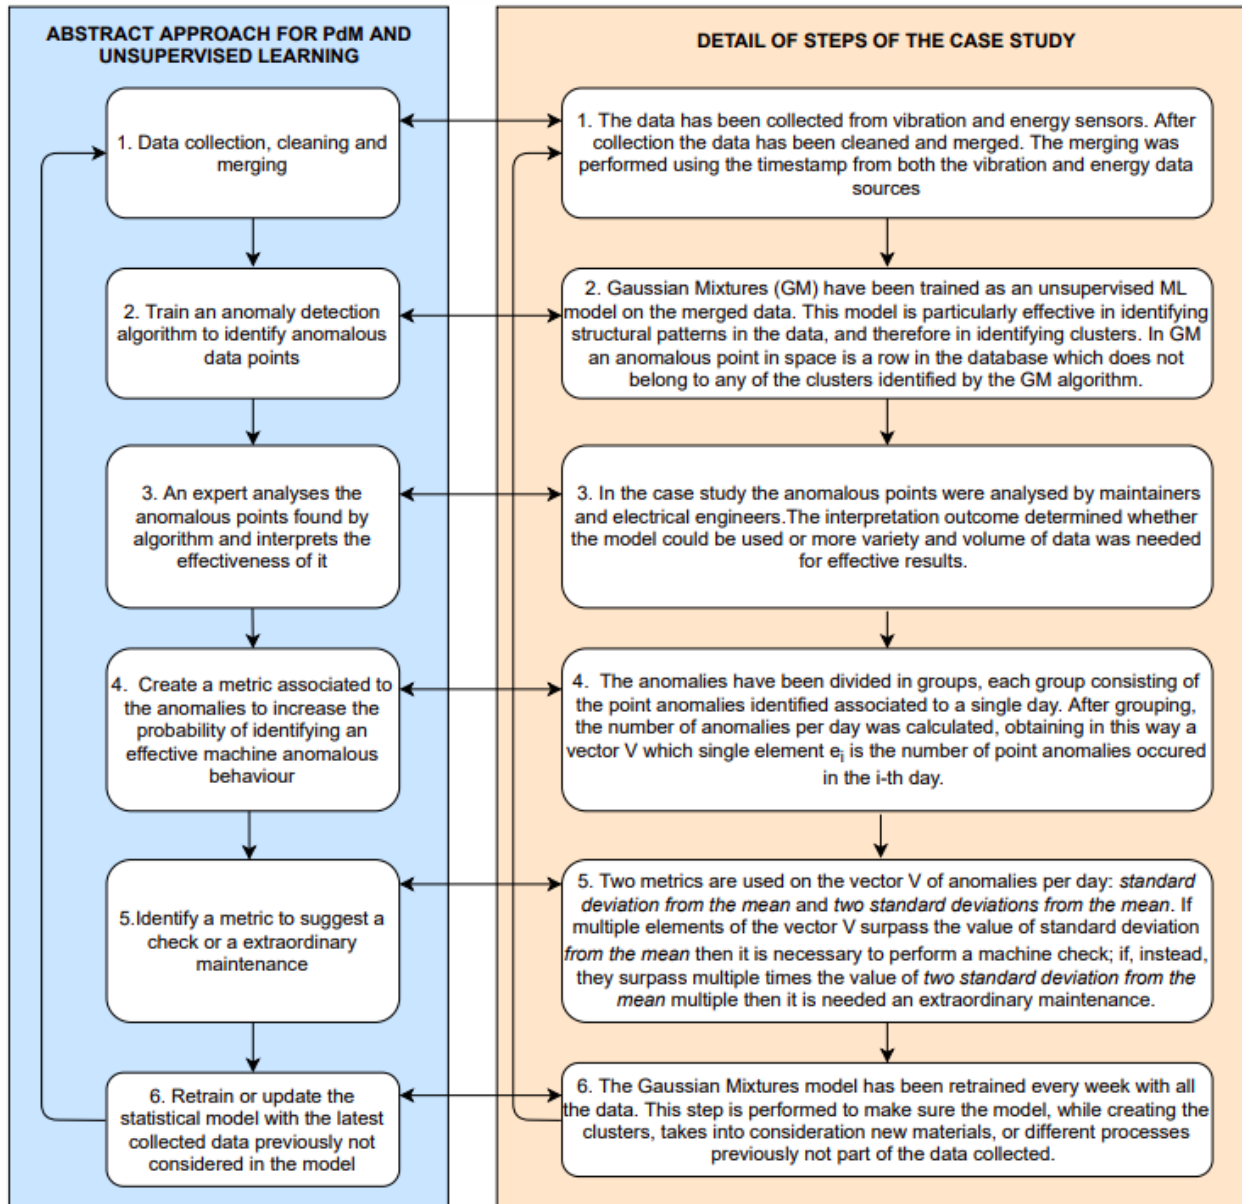 ABSTRACT APPROACH FOR PdM AND
UNSUPERVISED LEARNING
1. Data collection, cleaning and
merging
2. Train an anomaly detection
algorithm to identify anomalous
data points
3. An expert analyses the
anomalous points found by
algorithm and interprets the
effectiveness of it
4. Create a metric associated to
the anomalies to increase the
probability of identifying an
effective machine anomalous
behaviour
5.Identify a metric to suggest a
check or a extraordinary
maintenance
6. Retrain or update the
statistical model with the latest
collected data previously not
considered in the model
DETAIL OF STEPS OF THE CASE STUDY
1. The data has been collected from vibration and energy sensors. After
collection the data has been cleaned and merged. The merging was
performed using the timestamp from both the vibration and energy data
sources
2. Gaussian Mixtures (GM) have been trained as an unsupervised ML
model on the merged data. This model is particularly effective in identifying
structural patterns in the data, and therefore in identifying clusters. In GM
an anomalous point in space is a row in the database which does not
belong to any of the clusters identified by the GM algorithm.
3. In the case study the anomalous points were analysed by maintainers
and electrical engineers.The interpretation outcome determined whether
the model could be used or more variety and volume of data was needed
for effective results.
4. The anomalies have been divided in groups, each group consisting of
the point anomalies identified associated to a single day. After grouping,
the number of anomalies per day was calculated, obtaining in this way a
vector V which single element eᵢ is the number of point anomalies occured
in the i-th day.
5. Two metrics are used on the vector V of anomalies per day: standard
deviation from the mean and two standard deviations from the mean. If
multiple elements of the vector V surpass the value of standard deviation
from the mean then it is necessary to perform a machine check; if, instead,
they surpass multiple times the value of two standard deviation from the
mean multiple then it is needed an extraordinary maintenance.
6. The Gaussian Mixtures model has been retrained every week with all
the data. This step is performed to make sure the model, while creating the
clusters, takes into consideration new materials, or different processes
previously not part of the data collected.